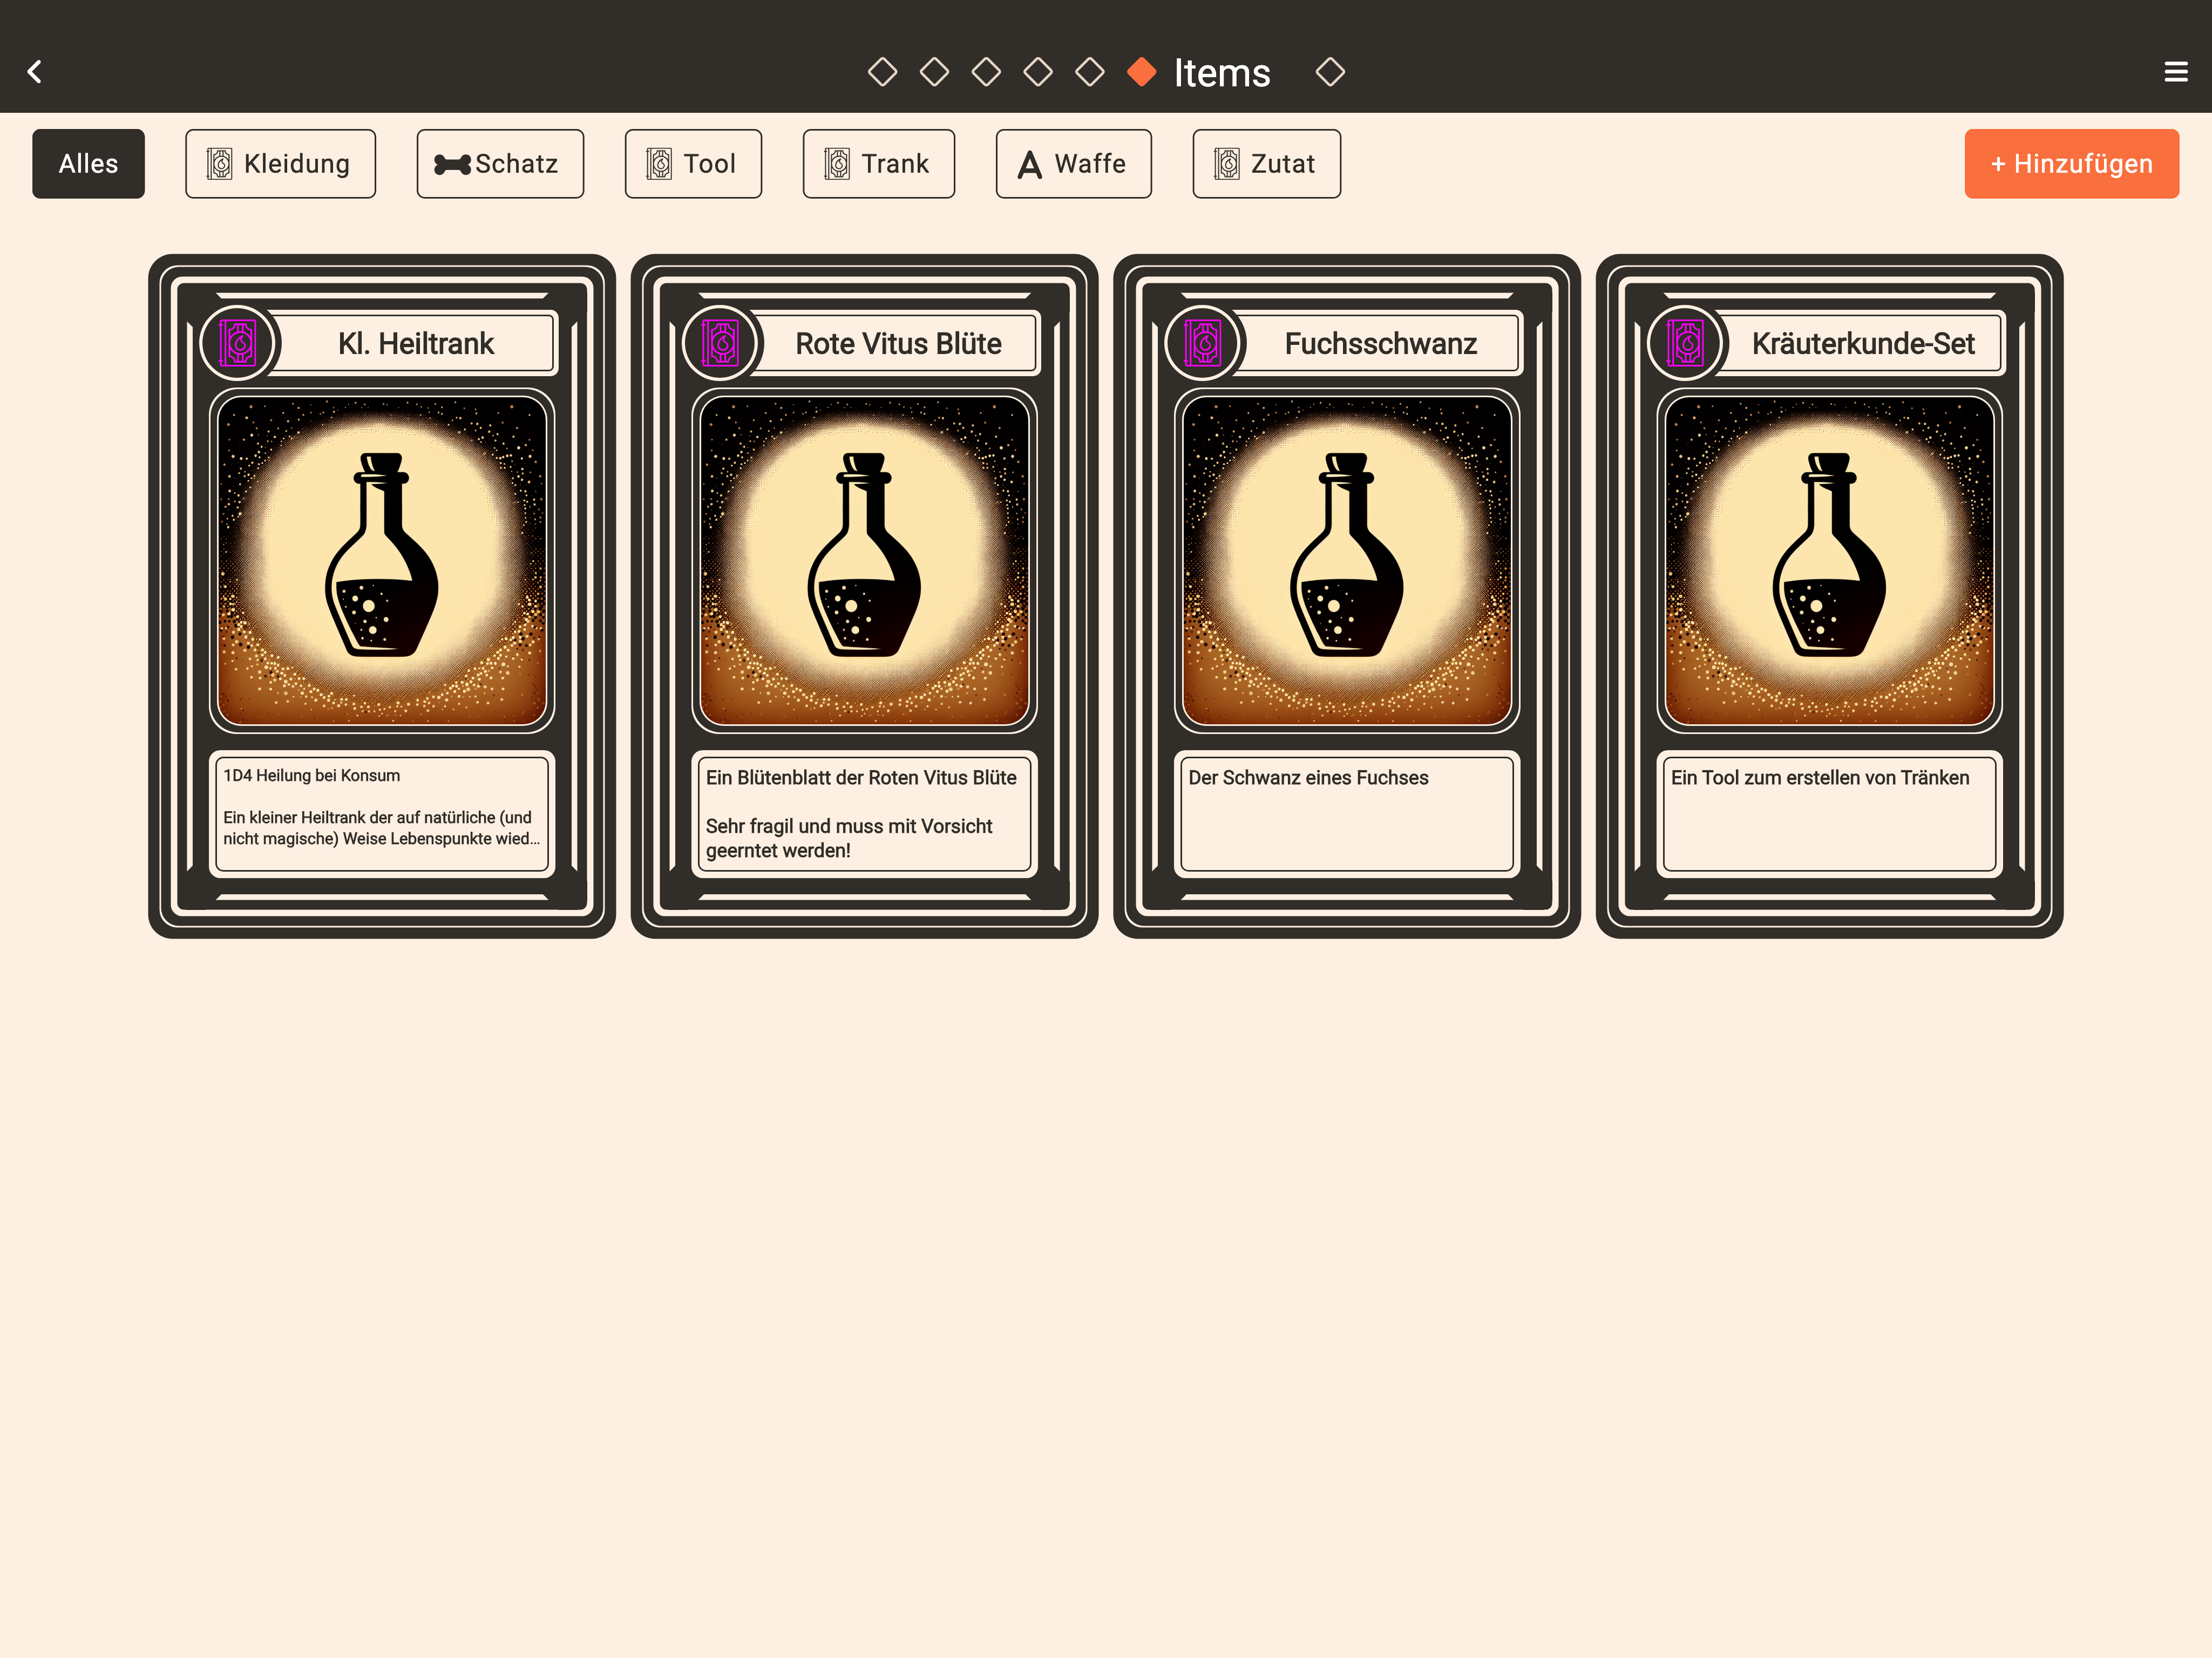 Items
Alles
Kleidung
Schatz
Tool
Trank
Waffe
Zutat
+ Hinzufügen
Kl. Heiltrank
1D4 Heilung bei Konsum
Ein kleiner Heiltrank der auf natürliche (und
nicht magische) Weise Lebenspunkte wied...
Rote Vitus Blüte
Ein Blütenblatt der Roten Vitus Blüte
Sehr fragil und muss mit Vorsicht
geerntet werden!
Fuchsschwanz
Der Schwanz eines Fuchses
Kräuterkunde-Set
Ein Tool zum erstellen von Tränken